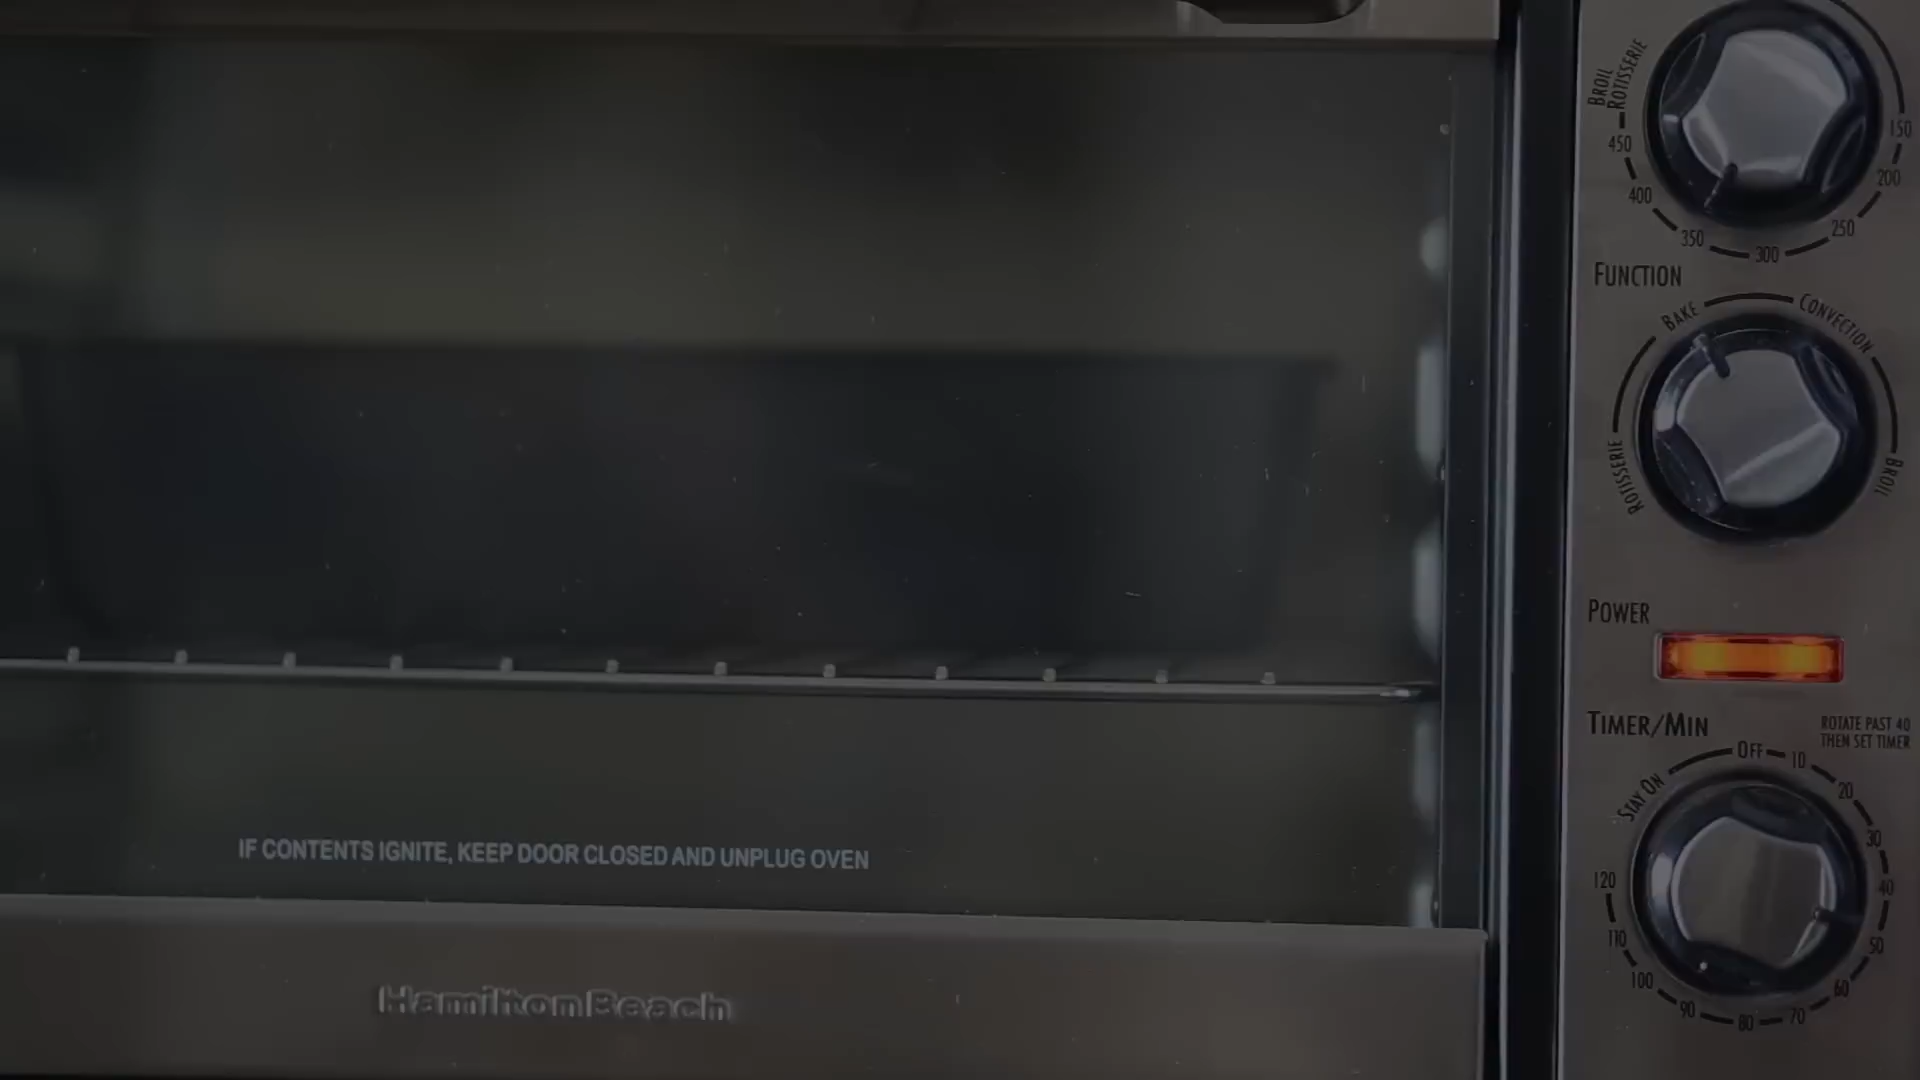 BROIL
ROTISSERIE
450
400
350
300
250
200
150
FUNCTION
BAKE
CONVECTION
ROTISSERIE
BROIL
POWER
TIMER/MIN
ROTATE PAST 40
THEN SET TIMER
STAY ON
OFF
10
20
30
40
50
60
70
80
90
100
110
120
IF CONTENTS IGNITE, KEEP DOOR CLOSED AND UNPLUG OVEN
HamiltonBeach